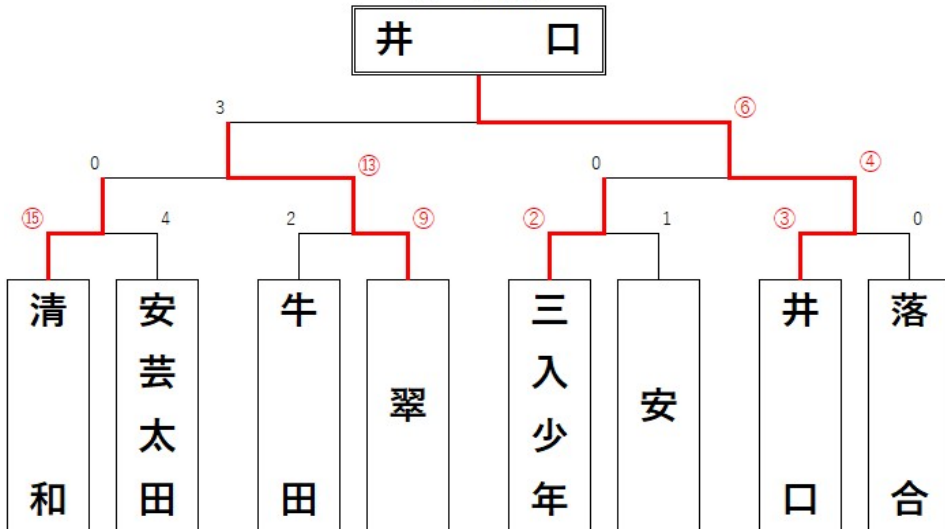 井口
3 ⑥
0 ⑬ 0 ④
⑮ 4 2 ⑨ ② 1 ③ 0
清和
安芸太田
牛田
翠
三入少年
安
井口
落合